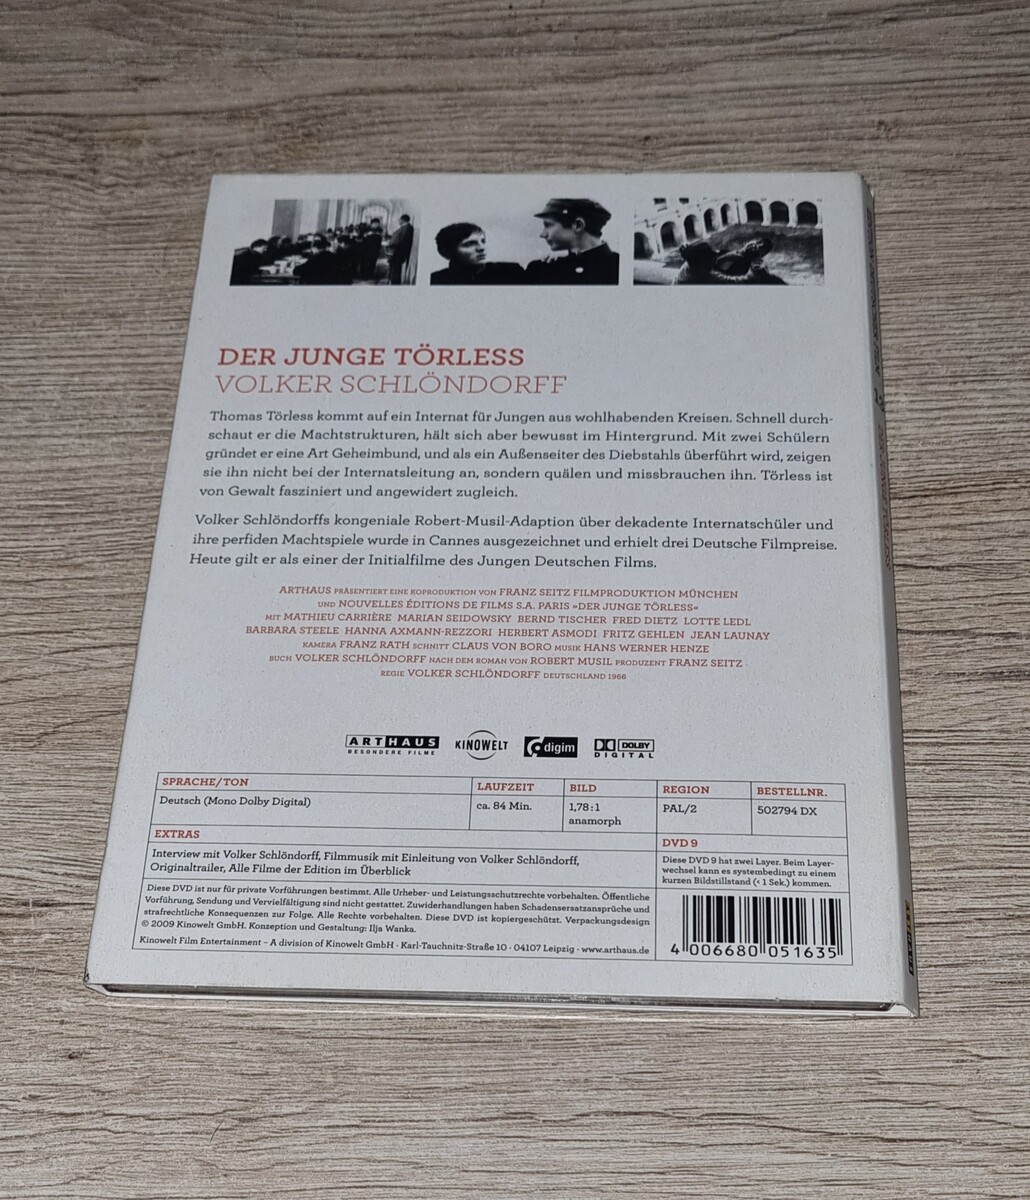 DER JUNGE TÖRLESS
VOLKER SCHLÖNDORFF
Thomas Törless kommt auf ein Internat für Jungen aus wohlhabenden Kreisen. Schnell durch-
schaut er die Machtstrukturen, hält sich aber bewusst im Hintergrund. Mit zwei Schülern
gründet er eine Art Geheimbund, und als ein Außenseiter des Diebstahls überführt wird, zeigen
sie ihn nicht bei der Internatsleitung an, sondern quälen und missbrauchen ihn. Törless ist
von Gewalt fasziniert und angewidert zugleich.
Volker Schlöndorffs kongeniale Robert-Musil-Adaption über dekadente Internatschüler und
ihre perfiden Machtspiele wurde in Cannes ausgezeichnet und erhielt drei Deutsche Filmpreise.
Heute gilt er als einer der Initialfilme des Jungen Deutschen Films.
ARTHAUS PRÄSENTIERT EINE KOPRODUKTION VON FRANZ SEITZ FILMPRODUKTION MÜNCHEN
UND NOUVELLES ÉDITIONS DE FILMS S.A. PARIS »DER JUNGE TÖRLESS«
MIT MATHIEU CARRIÈRE MARIAN SEIDOWSKY BERND TISCHER FRED DIETZ LOTTE LEDL
BARBARA STEELE HANNA AXMANN-REZZORI HERBERT ASMODI FRITZ GEHLEN JEAN LAUNAY
KAMERA FRANZ RATH SCHNITT CLAUS VON BORO MUSIK HANS WERNER HENZE
BUCH VOLKER SCHLÖNDORFF NACH DEM ROMAN VON ROBERT MUSIL PRODUZENT FRANZ SEITZ
REGIE VOLKER SCHLÖNDORFF DEUTSCHLAND 1966
ARTHAUS
BESONDERE FILME
KINOWELT
digim
DOLBY
DIGITAL
SPRACHE/TON
Deutsch (Mono Dolby Digital)
LAUFZEIT
ca. 84 Min.
BILD
1,78:1
anamorph
REGION
PAL/2
BESTELLNR.
502794 DX
EXTRAS
Interview mit Volker Schlöndorff, Filmmusik mit Einleitung von Volker Schlöndorff,
Originaltrailer, Alle Filme der Edition im Überblick
DVD 9
Diese DVD 9 hat zwei Layer. Beim Layer-
wechsel kann es systembedingt zu einem
kurzen Bildstillstand (< 1 Sek.) kommen.
Diese DVD ist nur für private Vorführungen bestimmt. Alle Urheber- und Leistungsschutzrechte vorbehalten. Öffentliche
Vorführung, Sendung und Vervielfältigung sind nicht gestattet. Zuwiderhandlungen haben Schadensersatzansprüche und
strafrechtliche Konsequenzen zur Folge. Alle Rechte vorbehalten. Diese DVD ist kopiergeschützt. Verpackungsdesign
© 2009 Kinowelt GmbH. Konzeption und Gestaltung: Ilja Wanka.
Kinowelt Film Entertainment – A division of Kinowelt GmbH · Karl-Tauchnitz-Straße 10 · 04107 Leipzig · www.arthaus.de
4 006680 051635